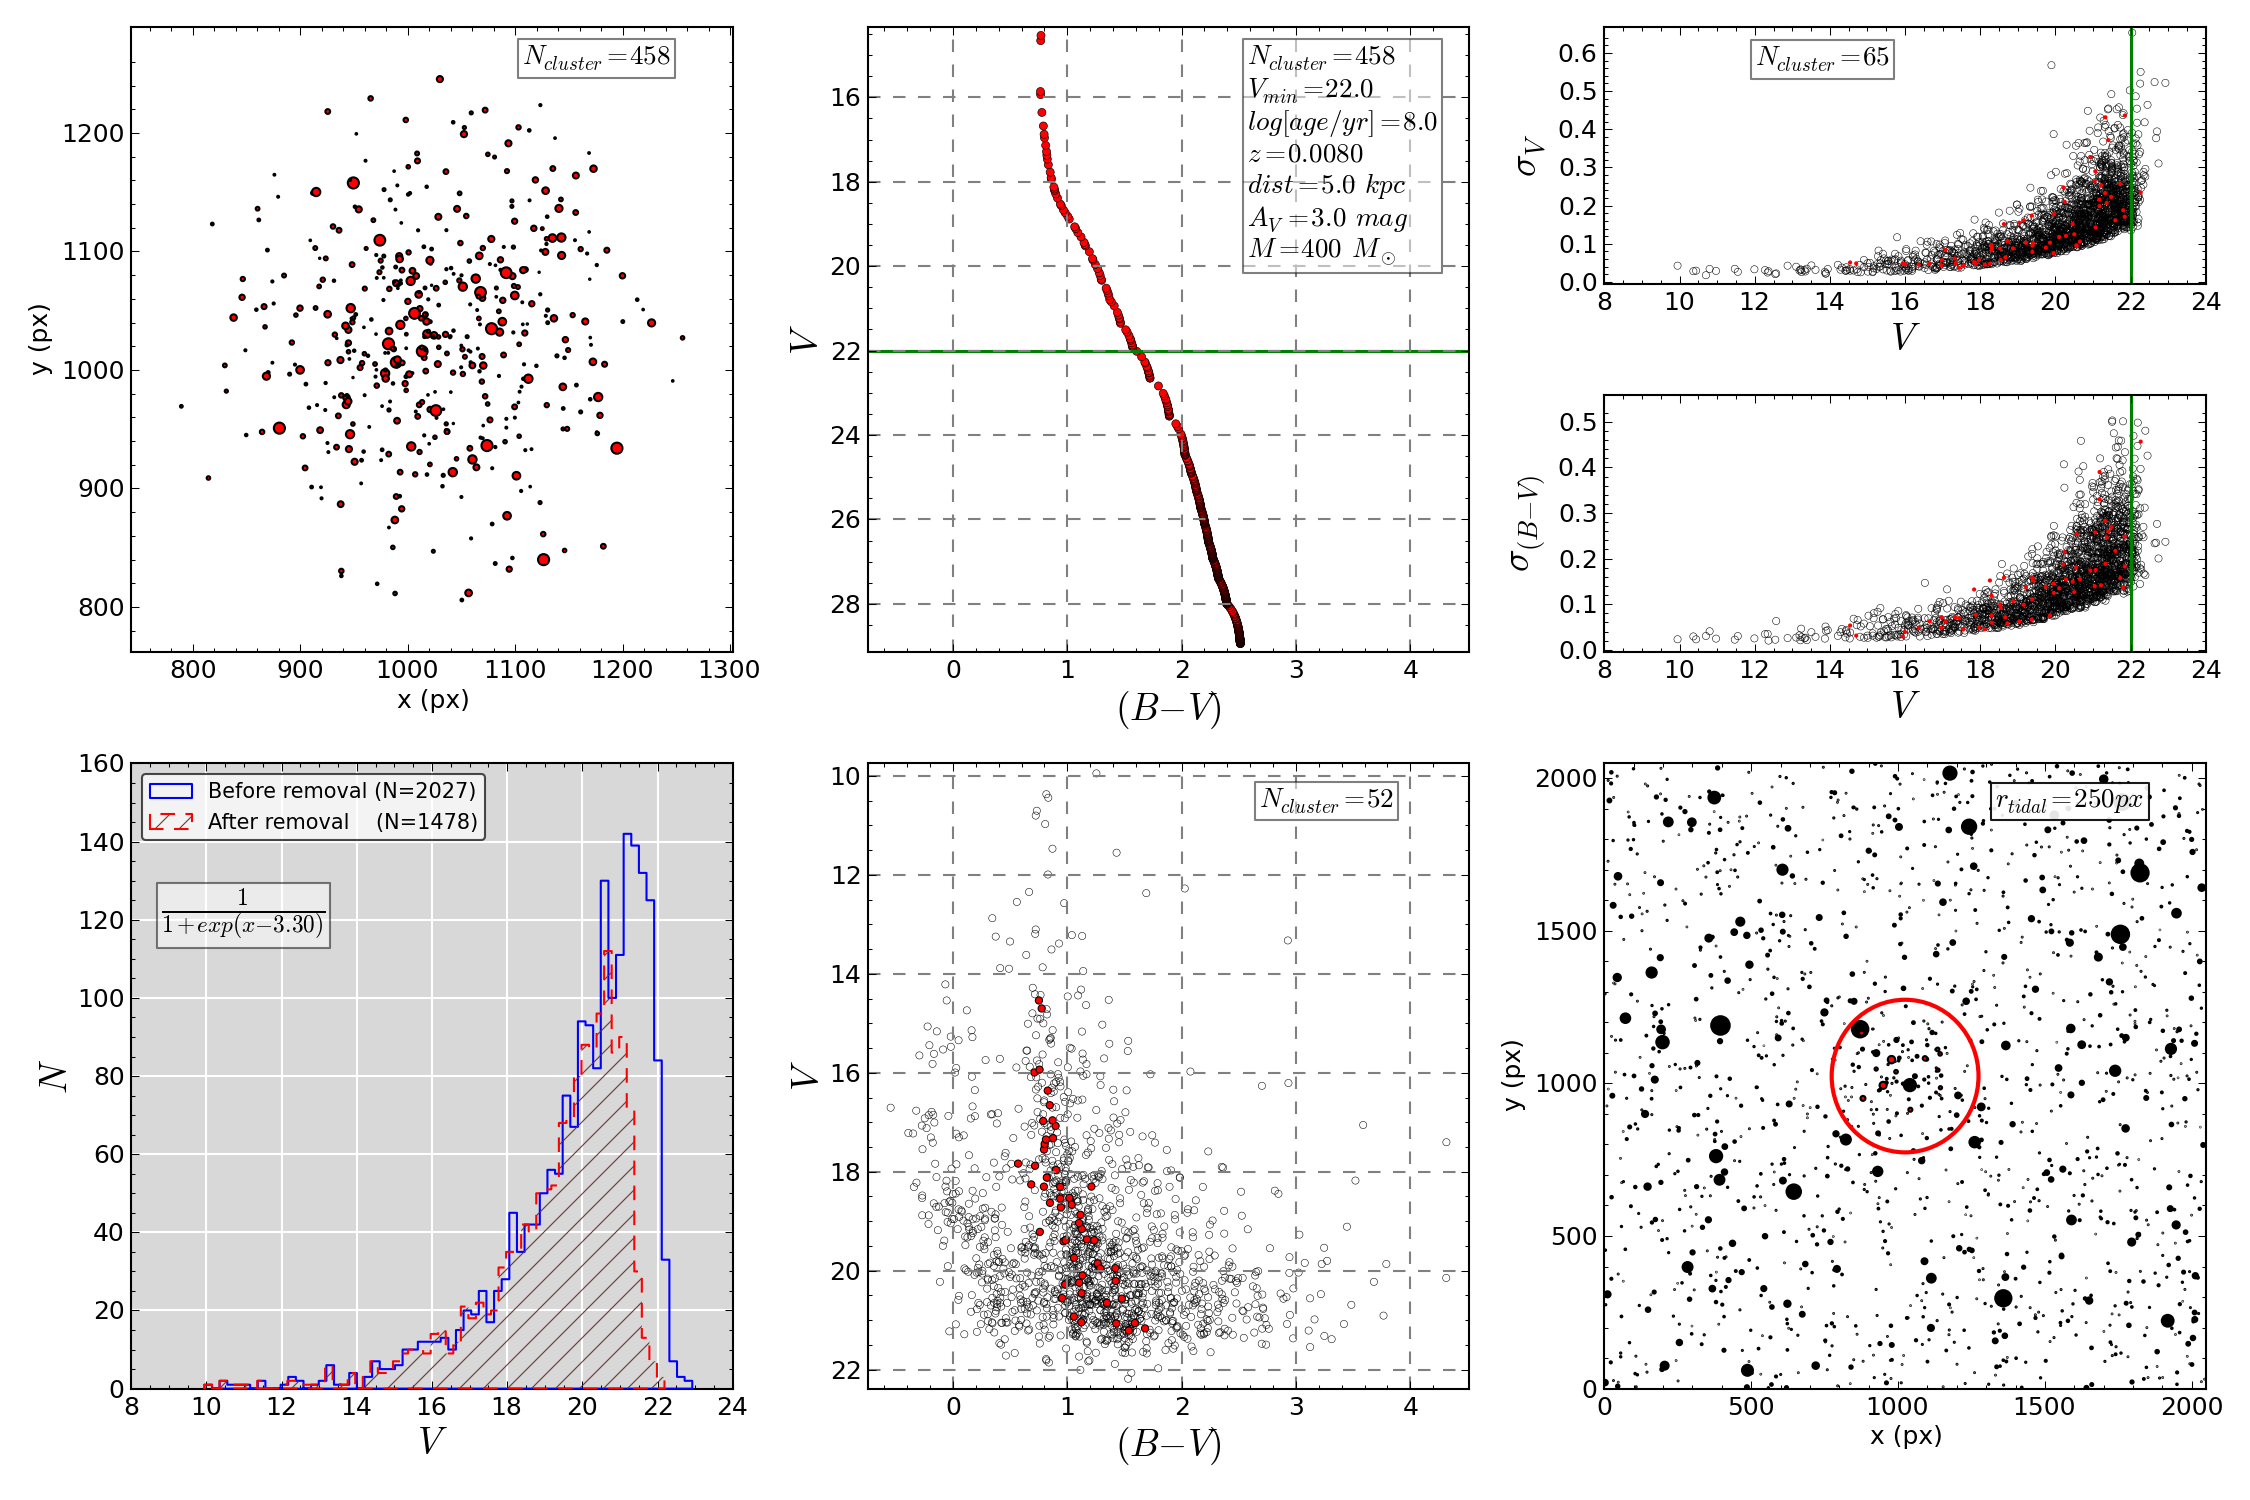 N_cluster=458
y (px)
1200
1100
1000
900
800
800 900 1000 1100 1200 1300
x (px)
N_cluster=458
V_min=22.0
log[age/yr]=8.0
z=0.0080
dist=5.0 kpc
A_V=3.0 mag
M=400 M_⊙
V
16
18
20
22
24
26
28
0 1 2 3 4
(B−V)
N_cluster=65
σ_V
0.6
0.5
0.4
0.3
0.2
0.1
0.0
8 10 12 14 16 18 20 22 24
V
σ_(B−V)
0.5
0.4
0.3
0.2
0.1
0.0
8 10 12 14 16 18 20 22 24
V
Before removal (N=2027)
After removal (N=1478)
1
1+exp(x−3.30)
N
160
140
120
100
80
60
40
20
0
8 10 12 14 16 18 20 22 24
V
N_cluster=52
V
10
12
14
16
18
20
22
0 1 2 3 4
(B−V)
r_tidal=250px
y (px)
2000
1500
1000
500
0
0 500 1000 1500 2000
x (px)